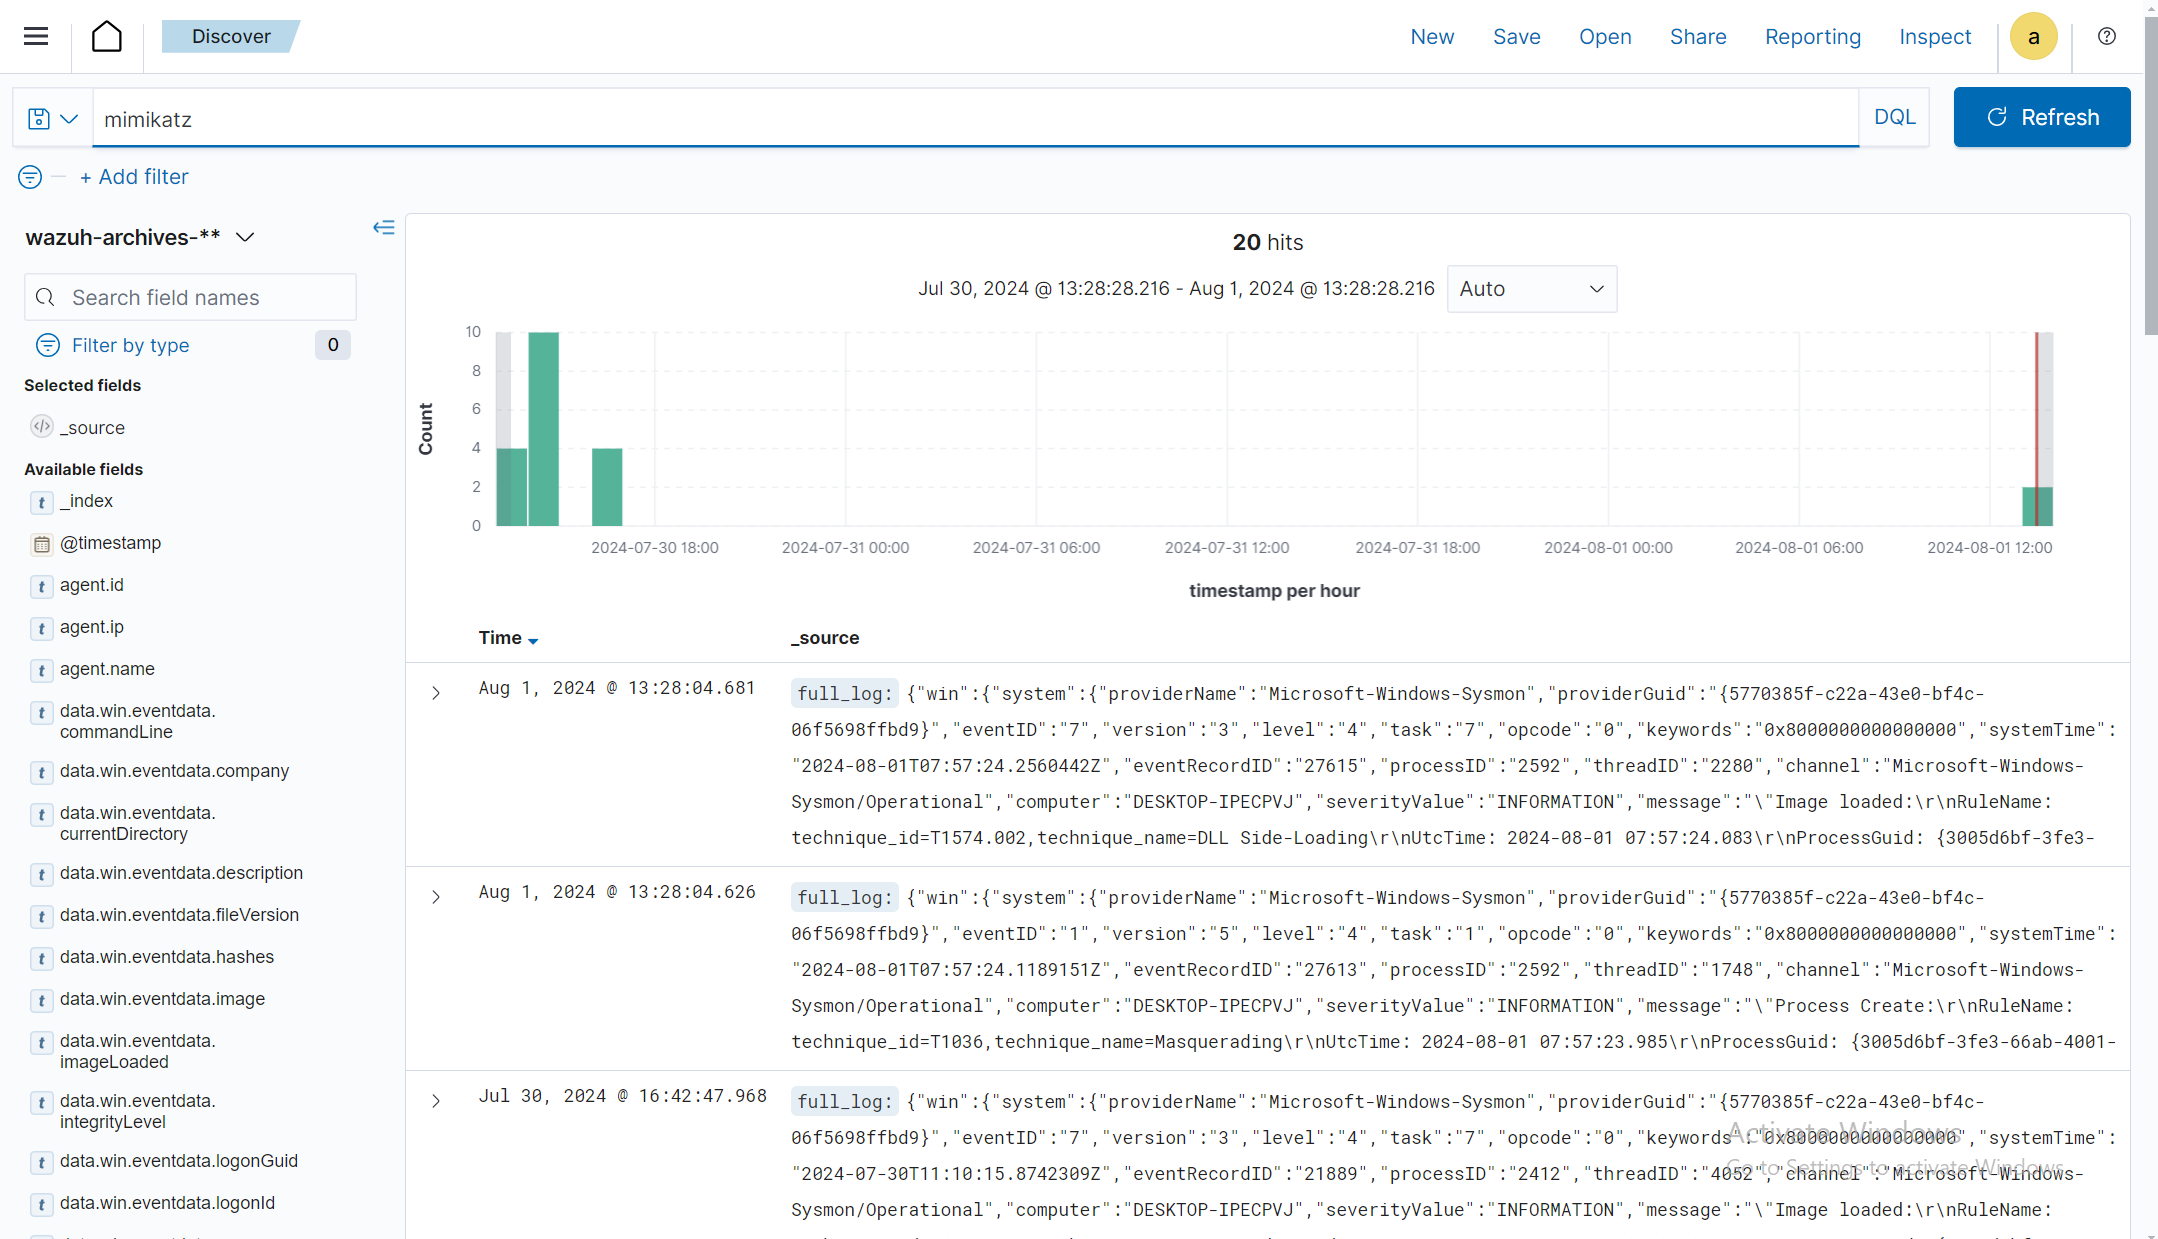 Discover
New Save Open Share Reporting Inspect a
mimikatz
DQL
Refresh
+ Add filter
wazuh-archives-**
Search field names
Filter by type 0
Selected fields
_source
Available fields
t _index
@timestamp
t agent.id
t agent.ip
t agent.name
t data.win.eventdata.
commandLine
t data.win.eventdata.company
t data.win.eventdata.
currentDirectory
t data.win.eventdata.description
t data.win.eventdata.fileVersion
t data.win.eventdata.hashes
t data.win.eventdata.image
t data.win.eventdata.
imageLoaded
t data.win.eventdata.
integrityLevel
t data.win.eventdata.logonGuid
t data.win.eventdata.logonId
20 hits
Jul 30, 2024 @ 13:28:28.216 - Aug 1, 2024 @ 13:28:28.216 Auto
Count
10
8
6
4
2
0
2024-07-30 18:00 2024-07-31 00:00 2024-07-31 06:00 2024-07-31 12:00 2024-07-31 18:00 2024-08-01 00:00 2024-08-01 06:00 2024-08-01 12:00
timestamp per hour
Time _source
Aug 1, 2024 @ 13:28:04.681 full_log: {"win":{"system":{"providerName":"Microsoft-Windows-Sysmon","providerGuid":"{5770385f-c22a-43e0-bf4c-
06f5698ffbd9}","eventID":"7","version":"3","level":"4","task":"7","opcode":"0","keywords":"0x8000000000000000","systemTime":
"2024-08-01T07:57:24.2560442Z","eventRecordID":"27615","processID":"2592","threadID":"2280","channel":"Microsoft-Windows-
Sysmon/Operational","computer":"DESKTOP-IPECPVJ","severityValue":"INFORMATION","message":"\"Image loaded:\r\nRuleName:
technique_id=T1574.002,technique_name=DLL Side-Loading\r\nUtcTime: 2024-08-01 07:57:24.083\r\nProcessGuid: {3005d6bf-3fe3-
Aug 1, 2024 @ 13:28:04.626 full_log: {"win":{"system":{"providerName":"Microsoft-Windows-Sysmon","providerGuid":"{5770385f-c22a-43e0-bf4c-
06f5698ffbd9}","eventID":"1","version":"5","level":"4","task":"1","opcode":"0","keywords":"0x8000000000000000","systemTime":
"2024-08-01T07:57:24.1189151Z","eventRecordID":"27613","processID":"2592","threadID":"1748","channel":"Microsoft-Windows-
Sysmon/Operational","computer":"DESKTOP-IPECPVJ","severityValue":"INFORMATION","message":"\"Process Create:\r\nRuleName:
technique_id=T1036,technique_name=Masquerading\r\nUtcTime: 2024-08-01 07:57:23.985\r\nProcessGuid: {3005d6bf-3fe3-66ab-4001-
Jul 30, 2024 @ 16:42:47.968 full_log: {"win":{"system":{"providerName":"Microsoft-Windows-Sysmon","providerGuid":"{5770385f-c22a-43e0-bf4c-
06f5698ffbd9}","eventID":"7","version":"3","level":"4","task":"7","opcode":"0","keywords":"0x8000000000000000","systemTime":
"2024-07-30T11:10:15.8742309Z","eventRecordID":"21889","processID":"2412","threadID":"4052","channel":"Microsoft-Windows-
Sysmon/Operational","computer":"DESKTOP-IPECPVJ","severityValue":"INFORMATION","message":"\"Image loaded:\r\nRuleName:
Activate Windows
Go to Settings to activate Windows.